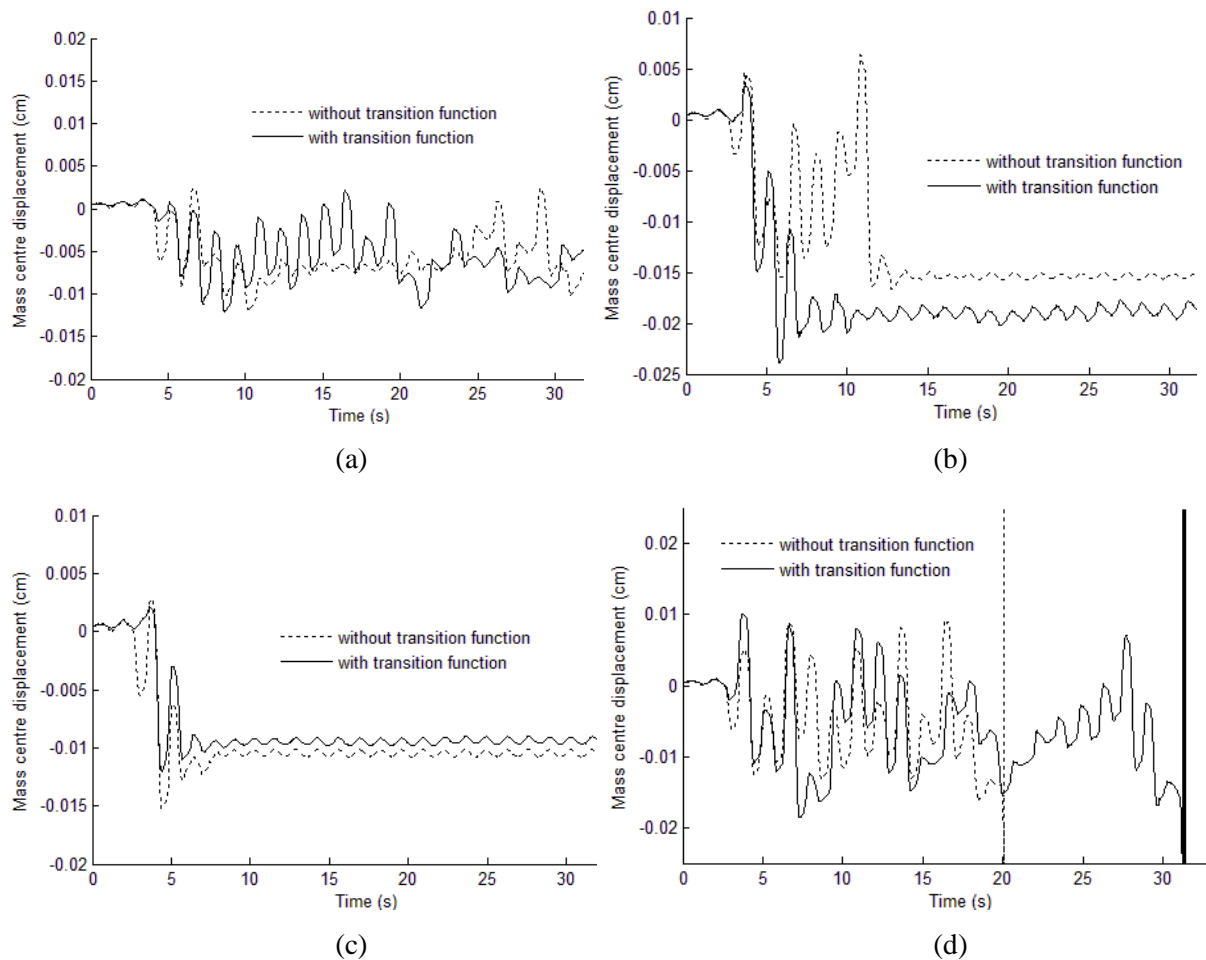 0.02
0.015
0.01
0.005
0
-0.005
-0.01
-0.015
-0.02
Mass centre displacement (cm)
without transition function
with transition function
0 5 10 15 20 25 30
Time (s)
(a)
0.01
0.005
0
-0.005
-0.01
-0.015
-0.02
-0.025
Mass centre displacement (cm)
without transition function
with transition function
0 5 10 15 20 25 30
Time (s)
(b)
0.01
0.005
0
-0.005
-0.01
-0.015
-0.02
Mass centre displacement (cm)
without transition function
with transition function
0 5 10 15 20 25 30
Time (s)
(c)
0.02
0.01
0
-0.01
-0.02
Mass centre displacement (cm)
without transition function
with transition function
0 5 10 15 20 25 30
Time (s)
(d)